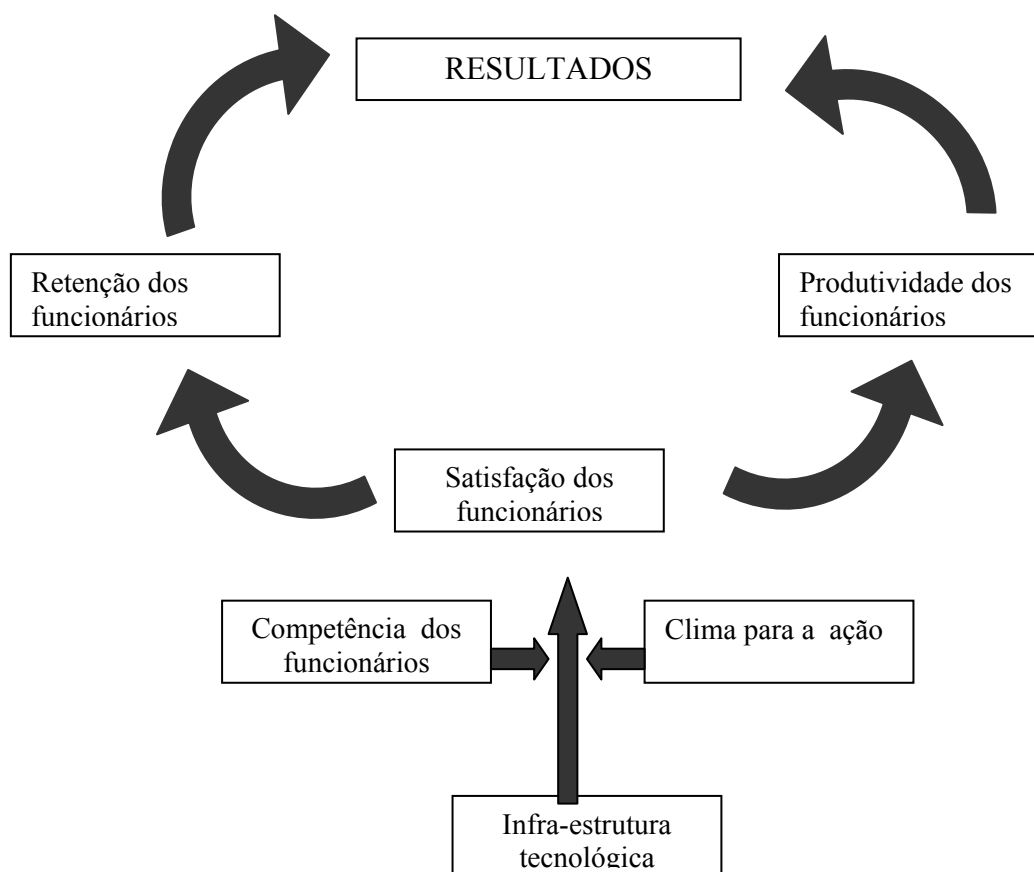 RESULTADOS
Retenção dos
funcionários
Produtividade dos
funcionários
Satisfação dos
funcionários
Competência dos
funcionários
Clima para a ação
Infra-estrutura
tecnológica